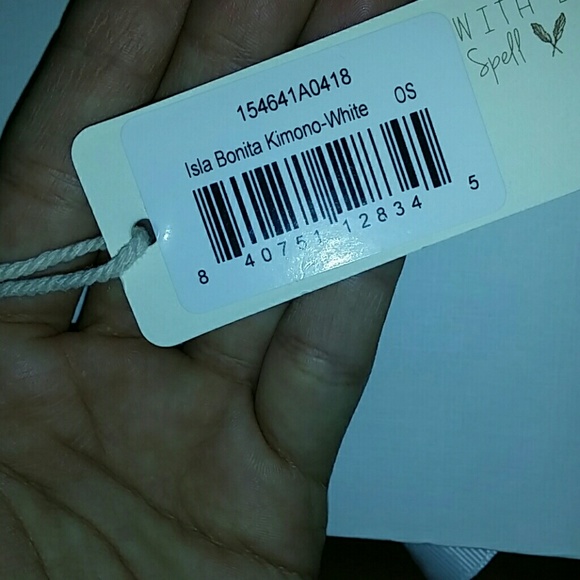 WITH
Spell
154641A0418
Isla Bonita Kimono-White OS
8 40751 12834 5